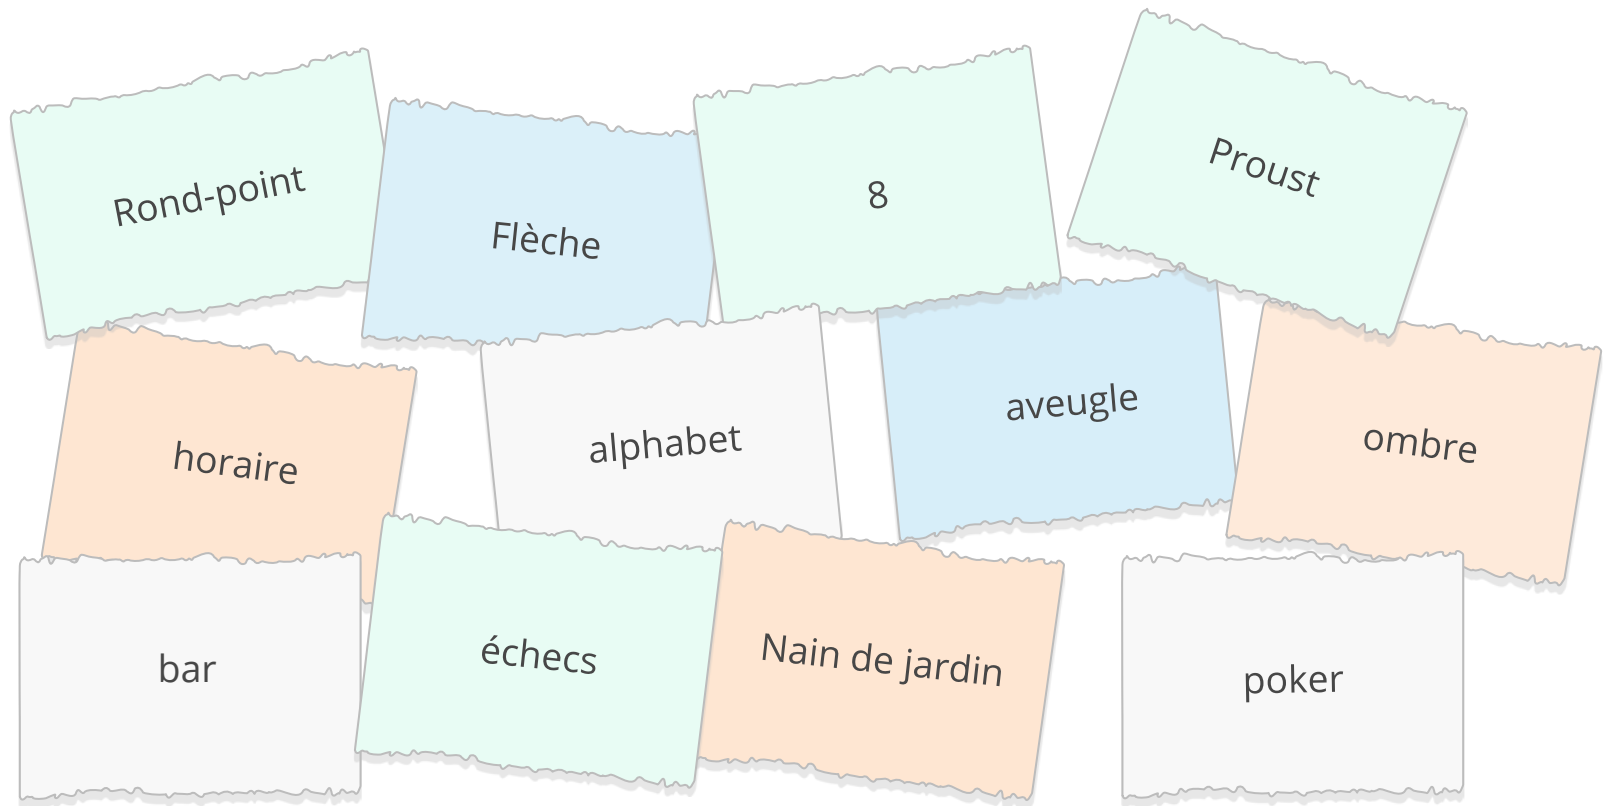 Rond-point
Flèche
8
Proust
horaire
alphabet
aveugle
ombre
bar
échecs
Nain de jardin
poker